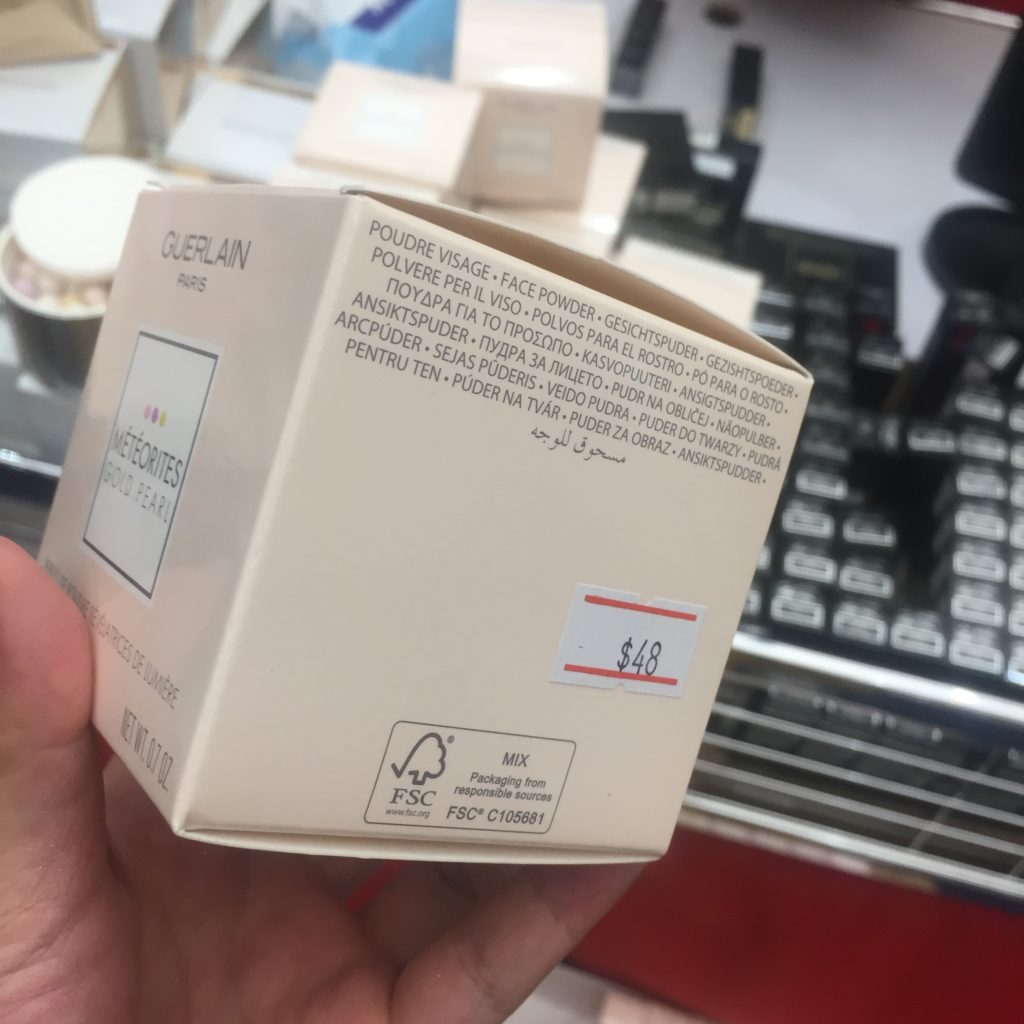 GUERLAIN
PARIS
MÉTÉORITES
GOLD PEARL
DE LUMIÈRE
NET WT. 0.7 OZ.
POUDRE VISAGE • FACE POWDER • GESICHTSPUDER • GEZISHTSPOEDER •
POLVERE PER IL VISO • POLVOS PARA EL ROSTRO • PÓ PARA O ROSTO •
ΠΟΥΔΡΑ ΓΙΑ ΤΟ ΠΡΟΣΩΠΟ • KASVOPUUTERI • ANSIGTSPUDDER •
ANSIKTSPUDER • ПУДРА ЗА ЛИЦЕТО • PUDR NA OBLIČEJ • NÄOPULBER •
ARCPÚDER • SEJAS PŪDERIS • VEIDO PUDRA • PUDER DO TWARZY • PUDRĂ
PENTRU TEN • PÚDER NA TVÁR • PUDER ZA OBRAZ • ANSIKTSPUDDER •
مسحوق للوجه
$48
MIX
Packaging from
responsible sources
FSC® C105681
FSC
www.fsc.org